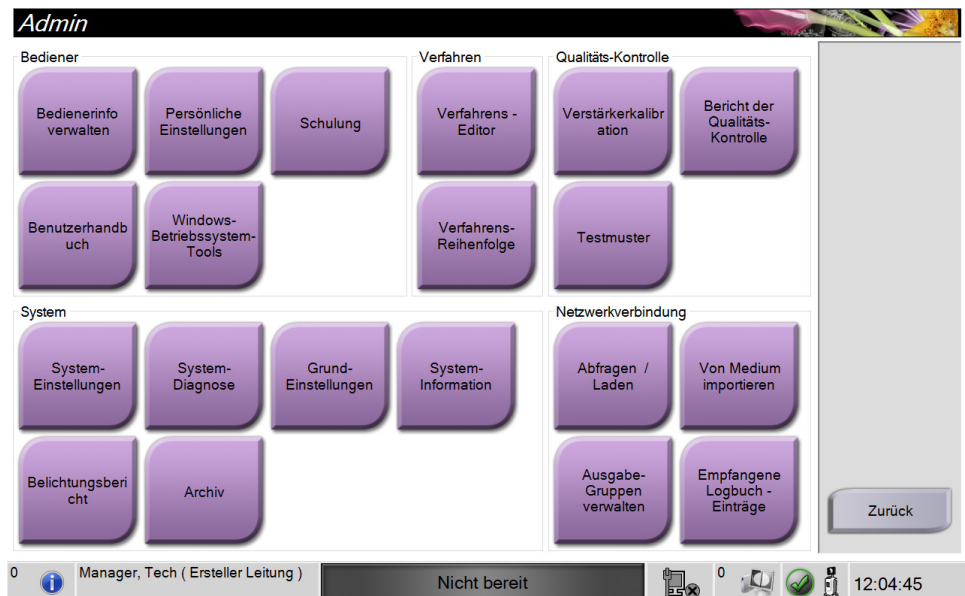 Admin
Bediener
Bedienerinfo
verwalten
Persönliche
Einstellungen
Schulung
Benutzerhandb
uch
Windows-
Betriebssystem-
Tools
Verfahren
Verfahrens -
Editor
Verfahrens-
Reihenfolge
Qualitäts-Kontrolle
Verstärkerkalibr
ation
Bericht der
Qualitäts-
Kontrolle
Testmuster
System
System-
Einstellungen
System-
Diagnose
Grund-
Einstellungen
System-
Information
Belichtungsberi
cht
Archiv
Netzwerkverbindung
Abfragen /
Laden
Von Medium
importieren
Ausgabe-
Gruppen
verwalten
Empfangene
Logbuch -
Einträge
Zurück
0
Manager, Tech ( Ersteller Leitung )
Nicht bereit
0
12:04:45